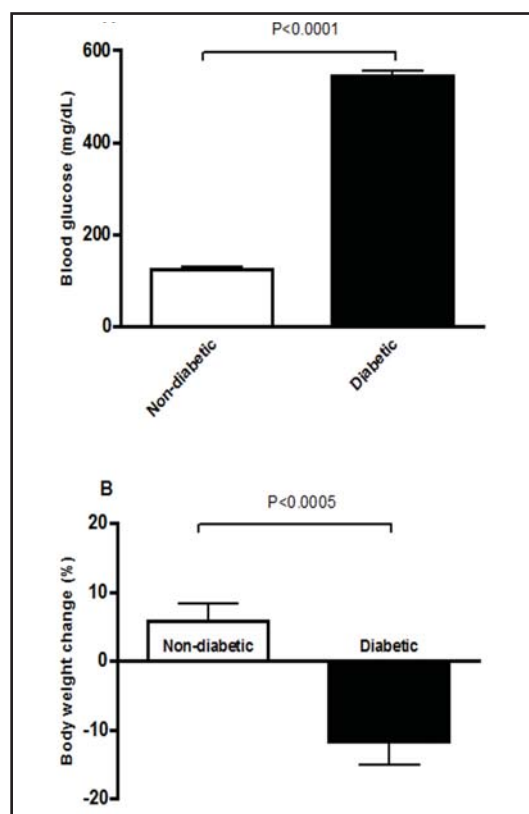 P<0.0001
600
400
200
0
Blood glucose (mg/dL)
Non-diabetic
Diabetic
B
P<0.0005
20
10
0
-10
-20
Body weight change (%)
Non-diabetic
Diabetic